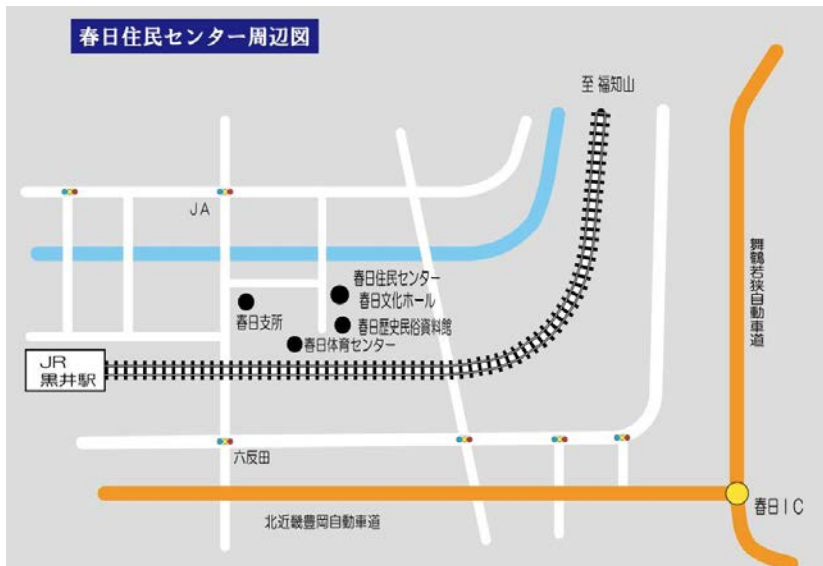 春日住民センター周辺図
至 福知山
JA
春日住民センター
春日文化ホール
春日支所
春日歴史民俗資料館
春日体育センター
JR
黒井駅
舞鶴若狭自動車道
六反田
北近畿豊岡自動車道
春日IC